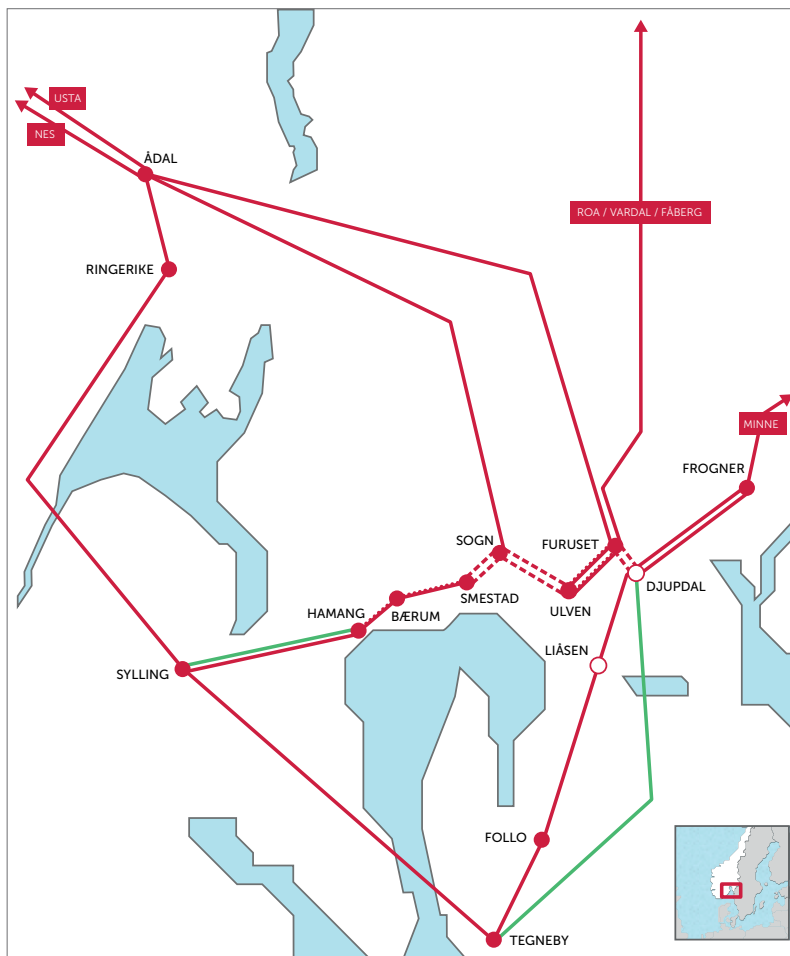 USTA
NES
ÅDAL
ROA / VARDAL / FÅBERG
RINGERIKE
MINNE
FROGNER
SOGN
FURUSET
SMESTAD
DJUPDAL
ULVEN
BÆRUM
HAMANG
LIÅSEN
SYLLING
FOLLO
TEGNEBY